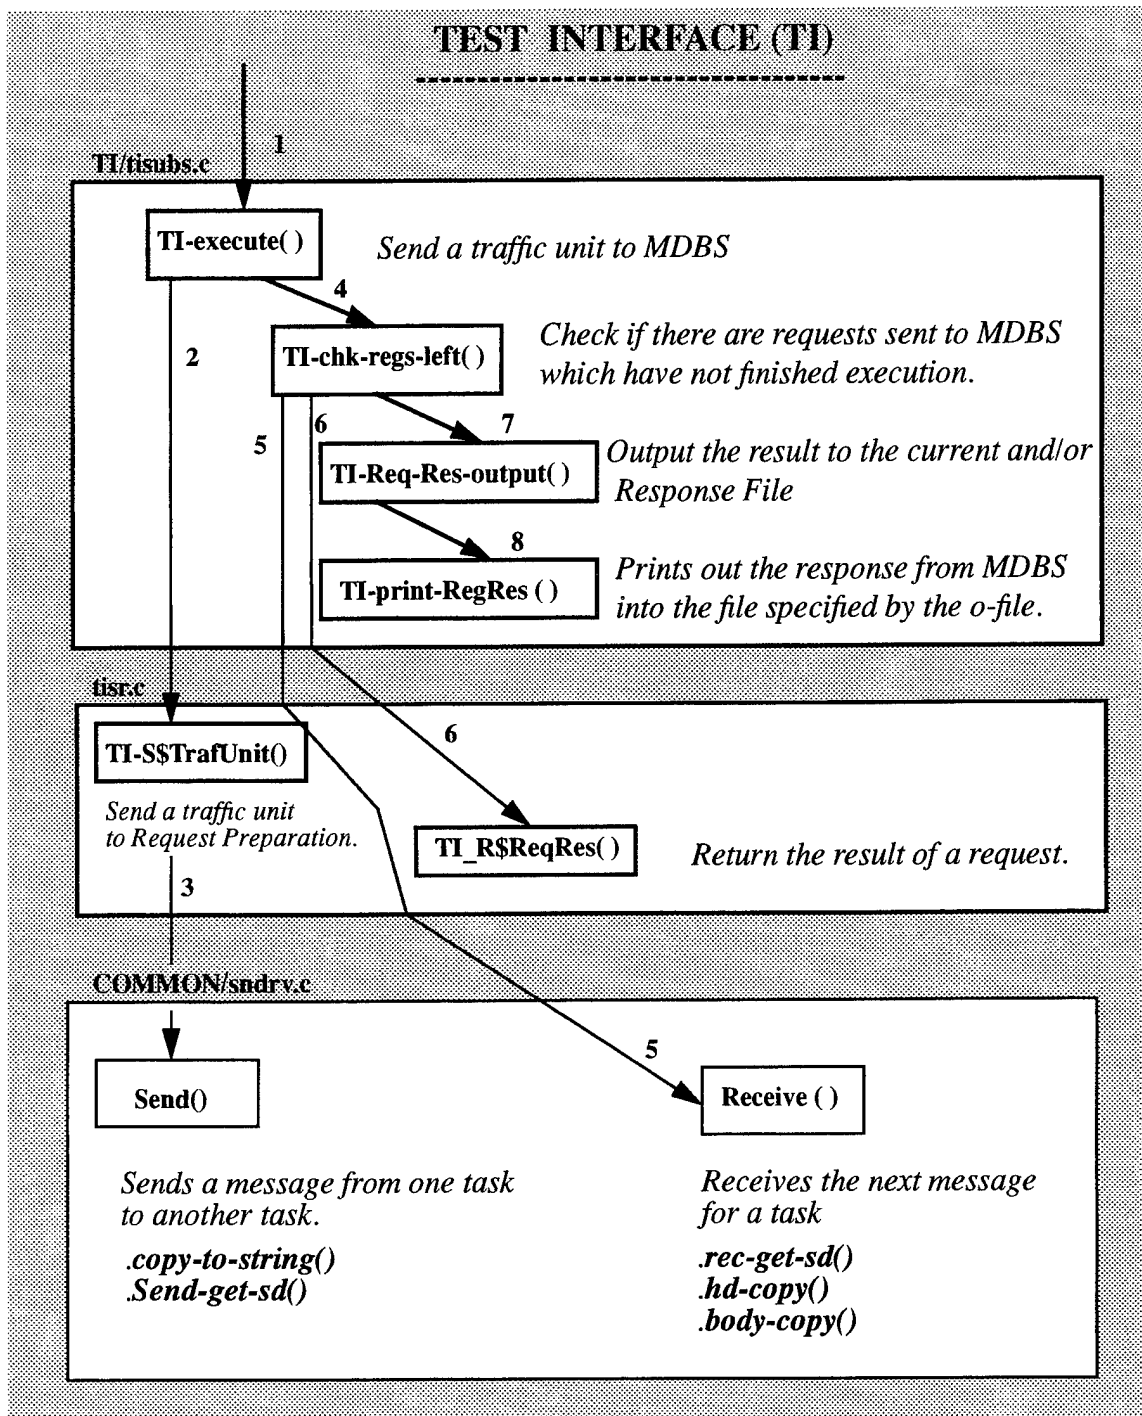 TEST INTERFACE (TI)
1
TI/tisubs.c
TI-execute( )
Send a traffic unit to MDBS
4
2
TI-chk-regs-left( )
Check if there are requests sent to MDBS
which have not finished execution.
5
6
7
TI-Req-Res-output( )
Output the result to the current and/or
Response File
8
TI-print-RegRes ( )
Prints out the response from MDBS
into the file specified by the o-file.
tisr.c
TI-S$TrafUnit()
6
Send a traffic unit
to Request Preparation.
TI_R$ReqRes( )
Return the result of a request.
3
COMMON/sndrv.c
5
Send()
Receive ( )
Sends a message from one task
to another task.
.copy-to-string()
.Send-get-sd()
Receives the next message
for a task
.rec-get-sd()
.hd-copy()
.body-copy()